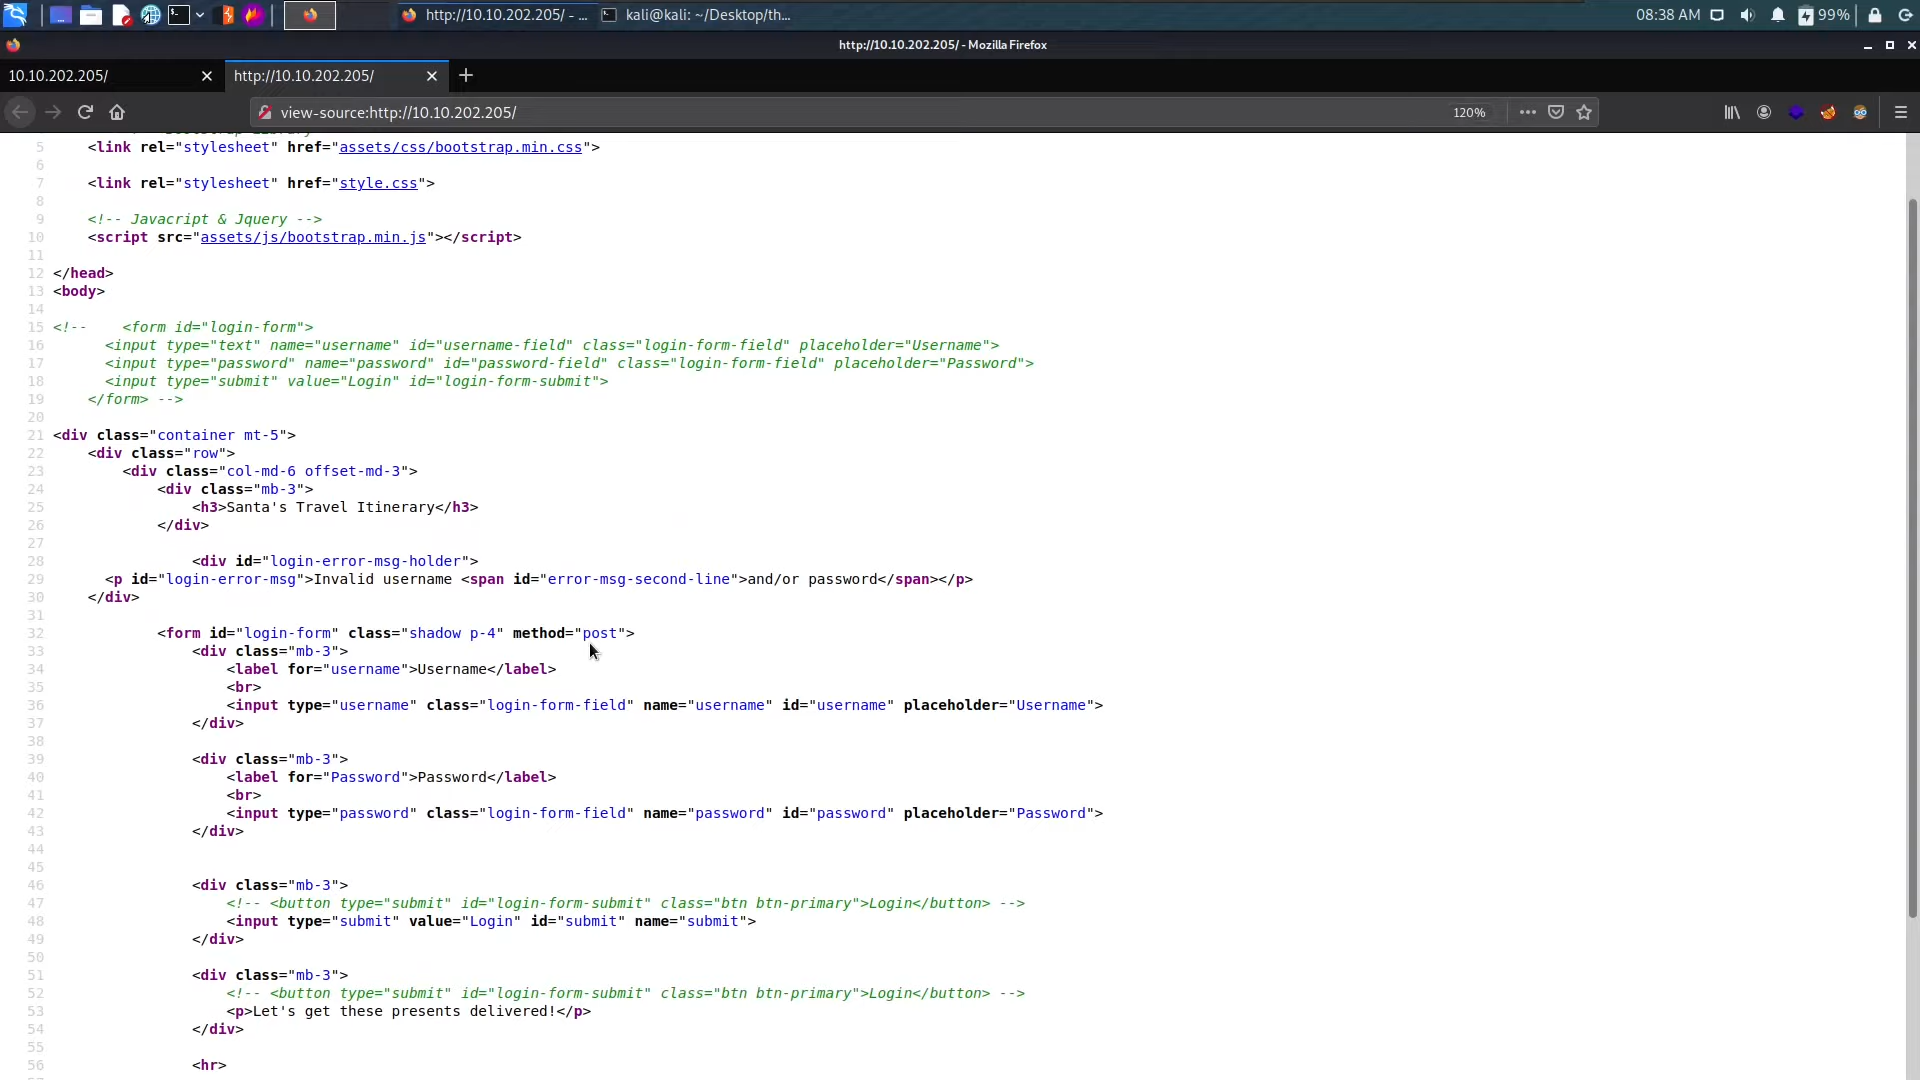 http://10.10.202.205/ - ...
kali@kali: ~/Desktop/th...
08:38 AM
99%
http://10.10.202.205/ - Mozilla Firefox
10.10.202.205/
http://10.10.202.205/
view-source:http://10.10.202.205/
120%
5 <link rel="stylesheet" href="assets/css/bootstrap.min.css">
6
7 <link rel="stylesheet" href="style.css">
8
9 <!-- Javacript & Jquery -->
10 <script src="assets/js/bootstrap.min.js"></script>
11
12 </head>
13 <body>
14
15 <!-- <form id="login-form">
16 <input type="text" name="username" id="username-field" class="login-form-field" placeholder="Username">
17 <input type="password" name="password" id="password-field" class="login-form-field" placeholder="Password">
18 <input type="submit" value="Login" id="login-form-submit">
19 </form> -->
20
21 <div class="container mt-5">
22 <div class="row">
23 <div class="col-md-6 offset-md-3">
24 <div class="mb-3">
25 <h3>Santa's Travel Itinerary</h3>
26 </div>
27
28 <div id="login-error-msg-holder">
29 <p id="login-error-msg">Invalid username <span id="error-msg-second-line">and/or password</span></p>
30 </div>
31
32 <form id="login-form" class="shadow p-4" method="post">
33 <div class="mb-3">
34 <label for="username">Username</label>
35 <br>
36 <input type="username" class="login-form-field" name="username" id="username" placeholder="Username">
37 </div>
38
39 <div class="mb-3">
40 <label for="Password">Password</label>
41 <br>
42 <input type="password" class="login-form-field" name="password" id="password" placeholder="Password">
43 </div>
44
45
46 <div class="mb-3">
47 <!-- <button type="submit" id="login-form-submit" class="btn btn-primary">Login</button> -->
48 <input type="submit" value="Login" id="submit" name="submit">
49 </div>
50
51 <div class="mb-3">
52 <!-- <button type="submit" id="login-form-submit" class="btn btn-primary">Login</button> -->
53 <p>Let's get these presents delivered!</p>
54 </div>
55
56 <hr>